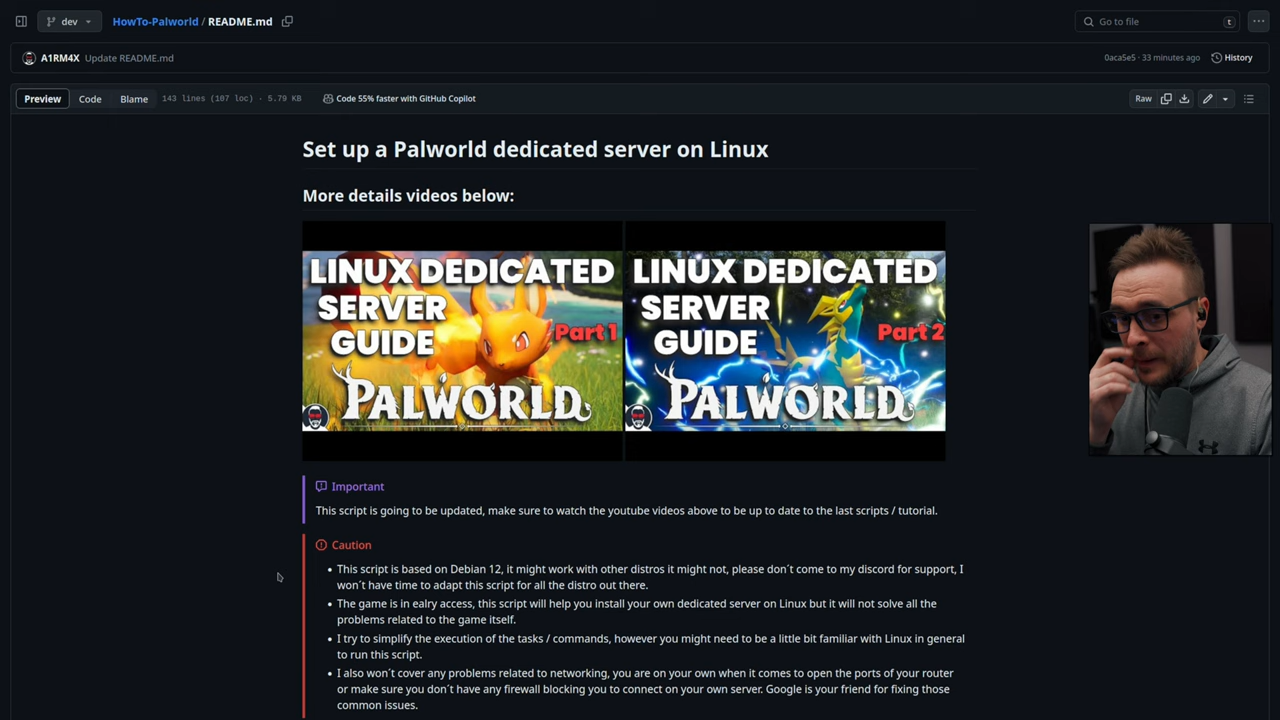 dev
HowTo-Palworld / README.md
Go to file
t
A1RM4X Update README.md
0aca5e5 · 33 minutes ago
History
Preview
Code
Blame
143 lines (107 loc) · 5.79 KB
Code 55% faster with GitHub Copilot
Raw
Set up a Palworld dedicated server on Linux
More details videos below:
LINUX DEDICATED
SERVER
GUIDE
Part 1
PALWORLD
LINUX DEDICATED
SERVER
GUIDE
Part 2
PALWORLD
Important
This script is going to be updated, make sure to watch the youtube videos above to be up to date to the last scripts / tutorial.
Caution
This script is based on Debian 12, it might work with other distros it might not, please don´t come to my discord for support, I
won´t have time to adapt this script for all the distro out there.
The game is in ealry access, this script will help you install your own dedicated server on Linux but it will not solve all the
problems related to the game itself.
I try to simplify the execution of the tasks / commands, however you might need to be a little bit familiar with Linux in general
to run this script.
I also won´t cover any problems related to networking, you are on your own when it comes to open the ports of your router
or make sure you don´t have any firewall blocking you to connect on your own server. Google is your friend for fixing those
common issues.